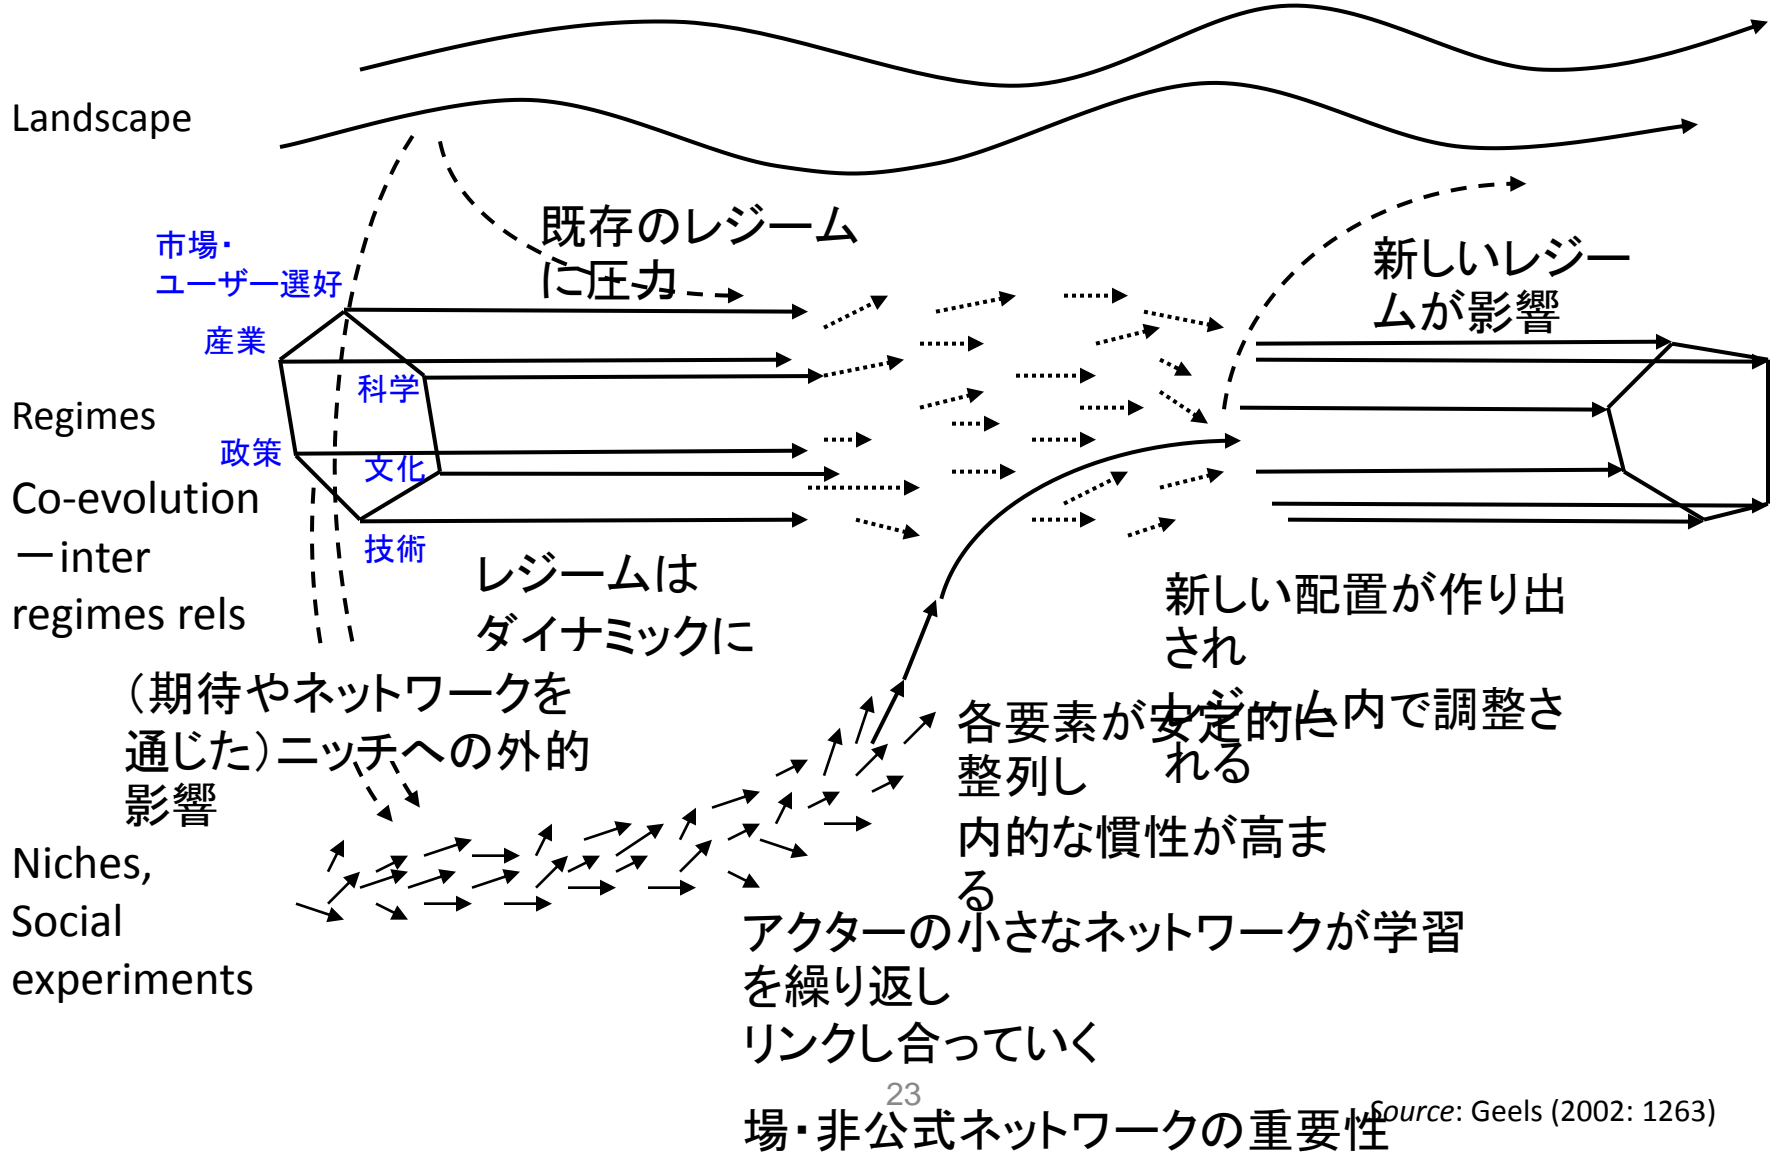 Landscape
既存のレジーム
に圧力
市場・
ユーザー選好
新しいレジー
ムが影響
産業
科学
Regimes
政策
文化
Co-evolution
－inter
regimes rels
技術
レジームは
ダイナミックに
新しい配置が作り出
され
レジーム内で調整さ
れる
（期待やネットワークを
通じた）ニッチへの外的
影響
各要素が安定的に
整列し
内的な慣性が高ま
る
Niches,
Social
experiments
アクターの小さなネットワークが学習
を繰り返し
リンクし合っていく
場・非公式ネットワークの重要性
23
Source: Geels (2002: 1263)